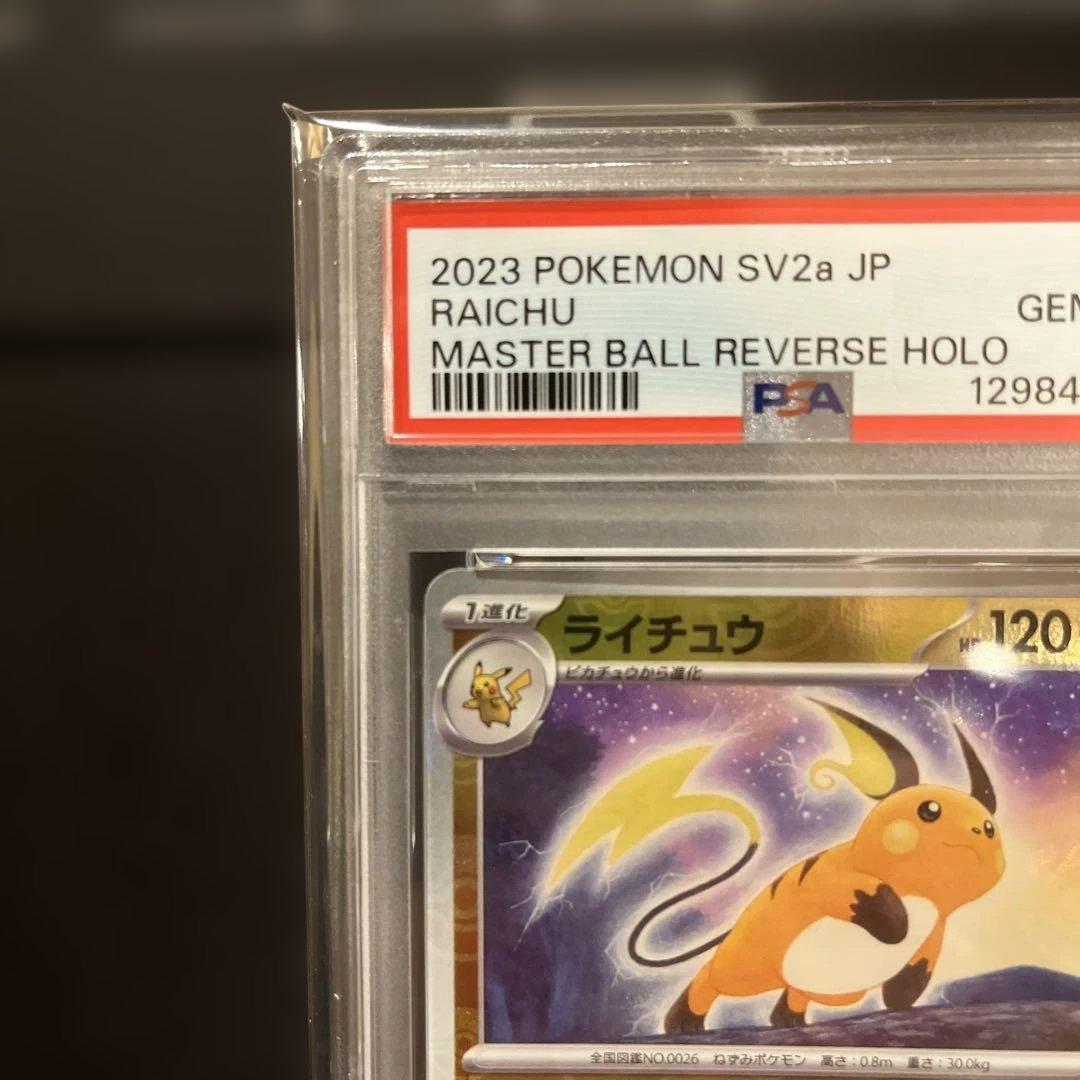 2023 POKEMON SV2a JP
RAICHU
GEM
MASTER BALL REVERSE HOLO
PSA
12984
1進化
ライチュウ
HP 120
ピカチュウから進化
全国図鑑NO.0026 ねずみポケモン 高さ:0.8m 重さ:30.0kg